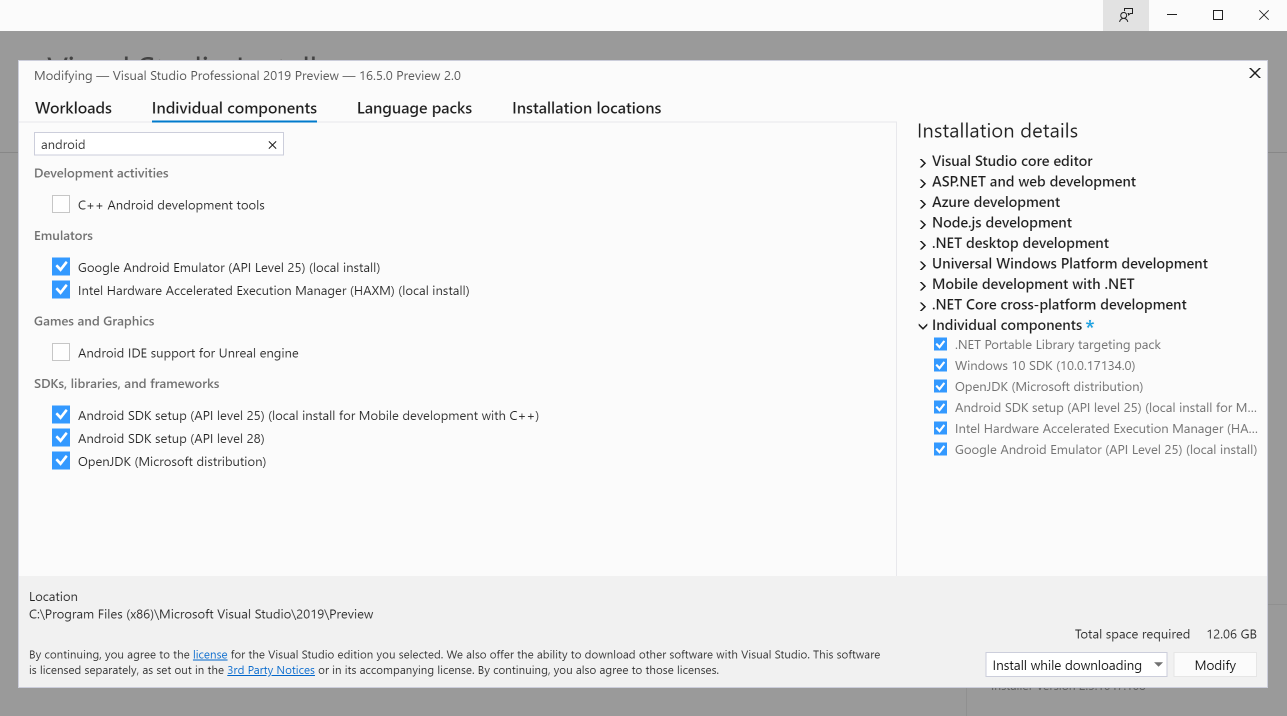 Modifying — Visual Studio Professional 2019 Preview — 16.5.0 Preview 2.0
Workloads Individual components Language packs Installation locations
android
Development activities
C++ Android development tools
Emulators
Google Android Emulator (API Level 25) (local install)
Intel Hardware Accelerated Execution Manager (HAXM) (local install)
Games and Graphics
Android IDE support for Unreal engine
SDKs, libraries, and frameworks
Android SDK setup (API level 25) (local install for Mobile development with C++)
Android SDK setup (API level 28)
OpenJDK (Microsoft distribution)
Installation details
Visual Studio core editor
ASP.NET and web development
Azure development
Node.js development
.NET desktop development
Universal Windows Platform development
Mobile development with .NET
.NET Core cross-platform development
Individual components *
.NET Portable Library targeting pack
Windows 10 SDK (10.0.17134.0)
OpenJDK (Microsoft distribution)
Android SDK setup (API level 25) (local install for M...
Intel Hardware Accelerated Execution Manager (HA...
Google Android Emulator (API Level 25) (local install)
Location
C:\Program Files (x86)\Microsoft Visual Studio\2019\Preview
Total space required 12.06 GB
By continuing, you agree to the license for the Visual Studio edition you selected. We also offer the ability to download other software with Visual Studio. This software
is licensed separately, as set out in the 3rd Party Notices or in its accompanying license. By continuing, you also agree to those licenses.
Install while downloading Modify